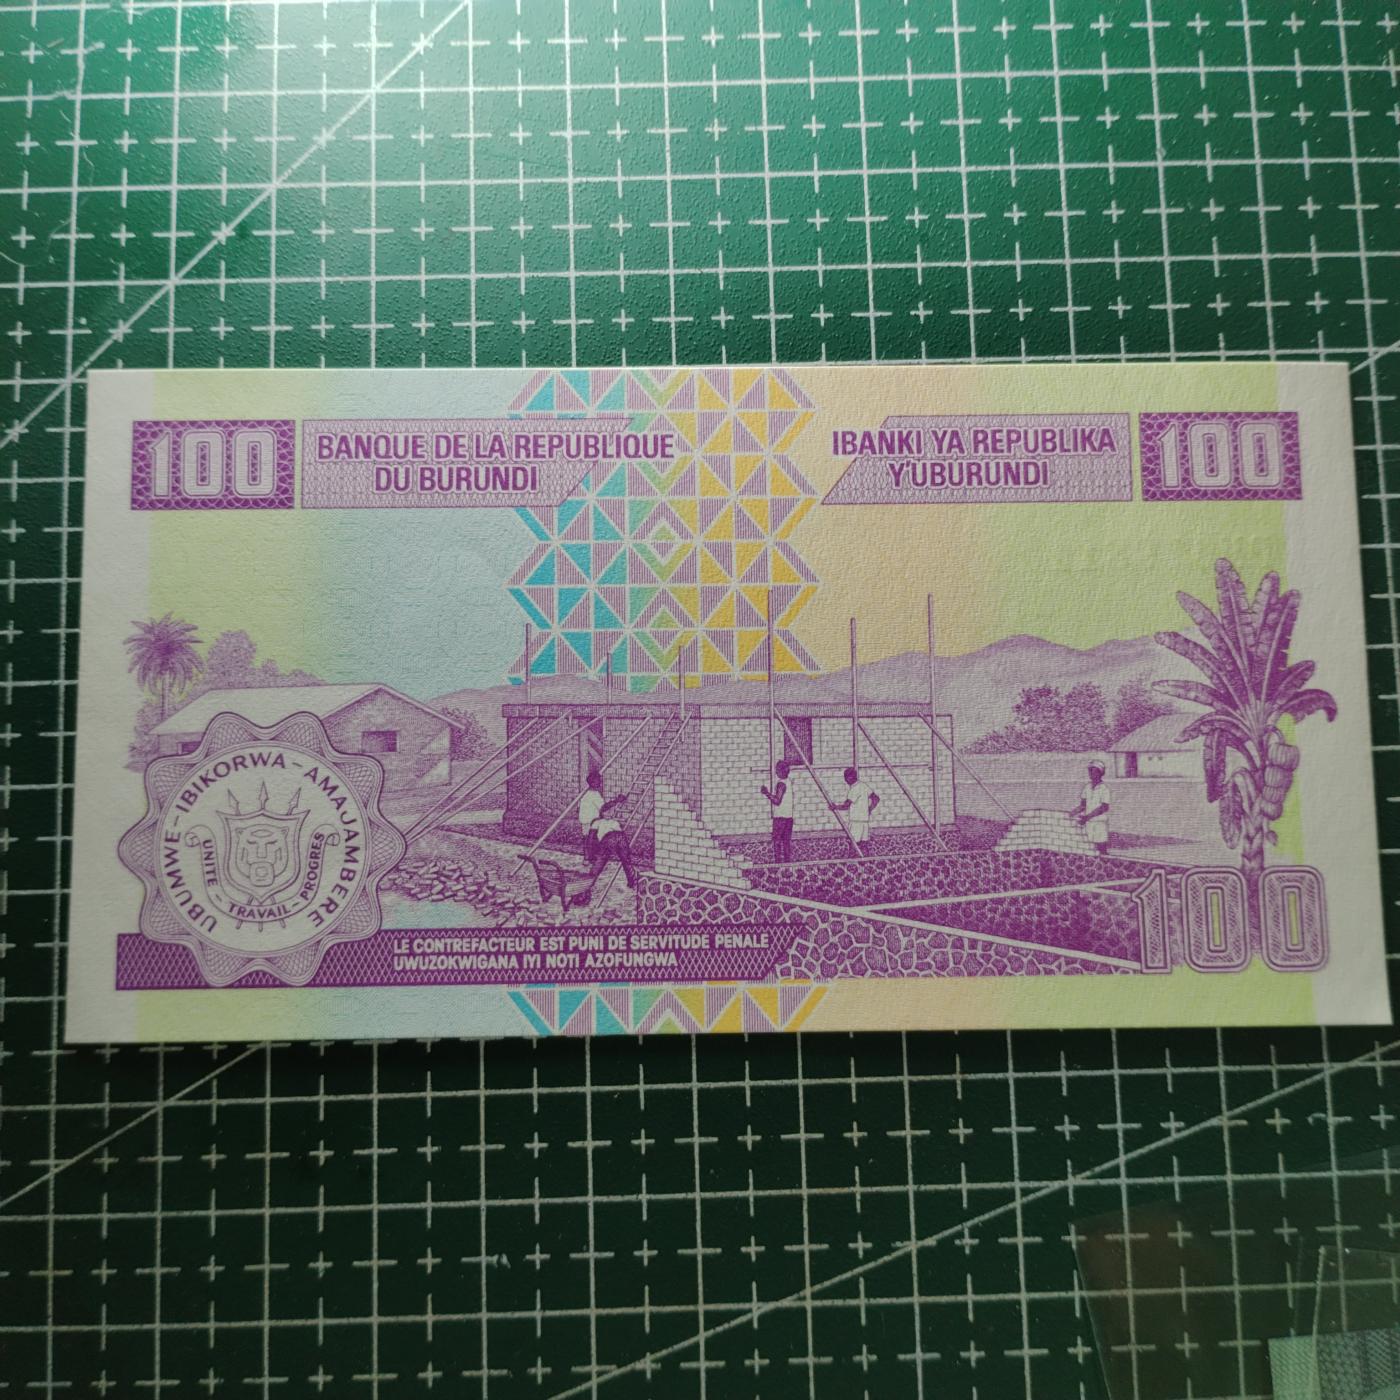 100
BANQUE DE LA REPUBLIQUE
DU BURUNDI
IBANKI YA REPUBLIKA
Y'UBURUNDI
100
UBUMWE-IBIKORWA-AMAJAMBERE
UNITE - TRAVAIL - PROGRES
LE CONTREFACTEUR EST PUNI DE SERVITUDE PENALE
UWUZOKWIGANA IYI NOTI AZOFUNGWA
100